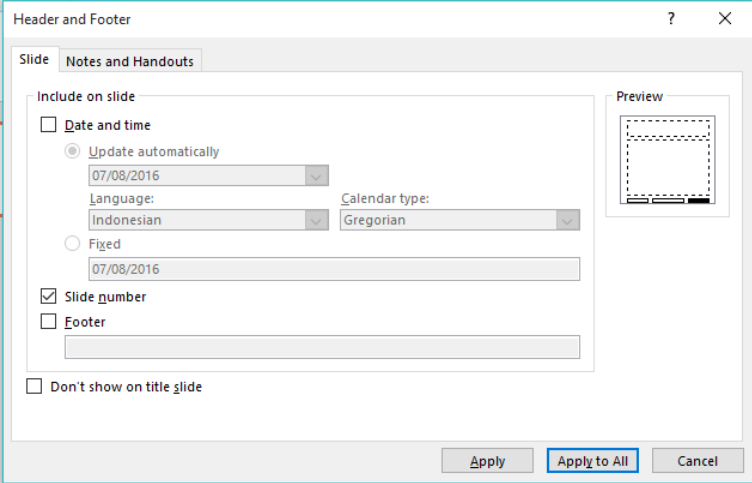 Header and Footer ?
Slide Notes and Handouts
Include on slide Preview
Date and time
Update automatically
07/08/2016
Language: Calendar type:
Indonesian Gregorian
Fixed
07/08/2016
Slide number
Footer
Don't show on title slide
Apply Apply to All Cancel